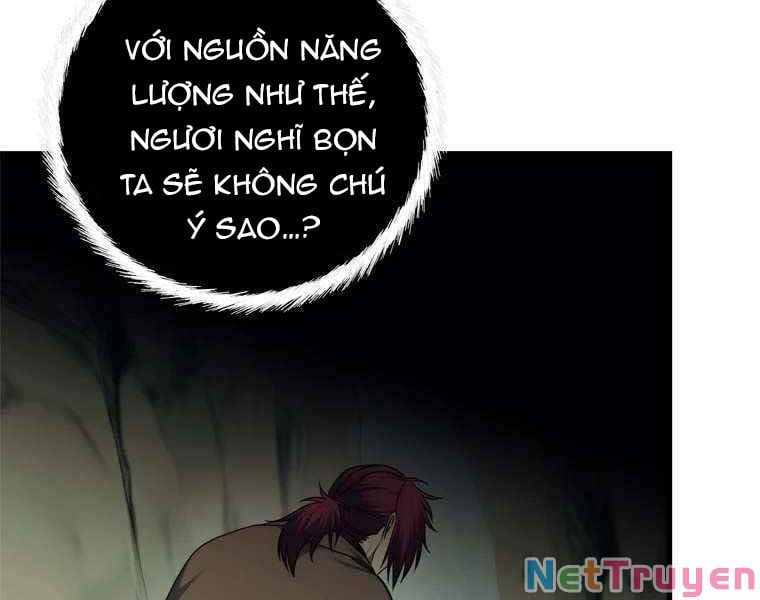 VỚI NGUỒN NĂNG
LƯỢNG NHƯ THẾ,
NGƯƠI NGHĨ BỌN
TA SẼ KHÔNG CHÚ
Ý SAO...?
NetTruyen